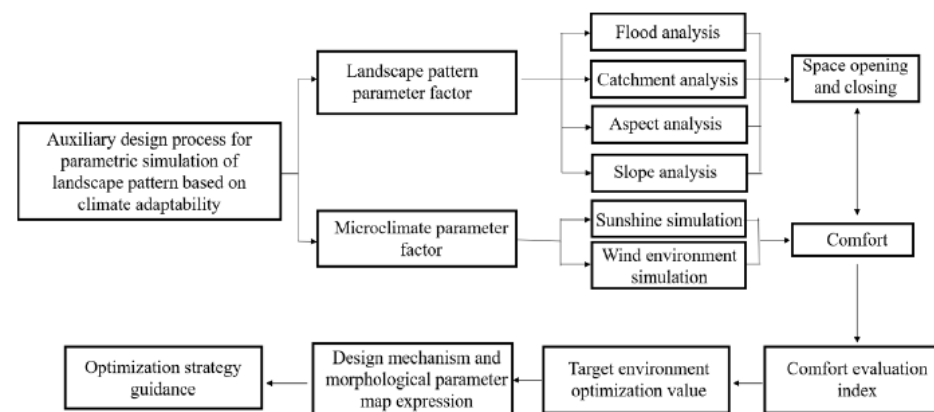 Auxiliary design process for
parametric simulation of
landscape pattern based on
climate adaptability
Landscape pattern
parameter factor
Microclimate parameter
factor
Flood analysis
Catchment analysis
Aspect analysis
Slope analysis
Sunshine simulation
Wind environment
simulation
Space opening
and closing
Comfort
Comfort evaluation
index
Target environment
optimization value
Design mechanism and
morphological parameter
map expression
Optimization strategy
guidance